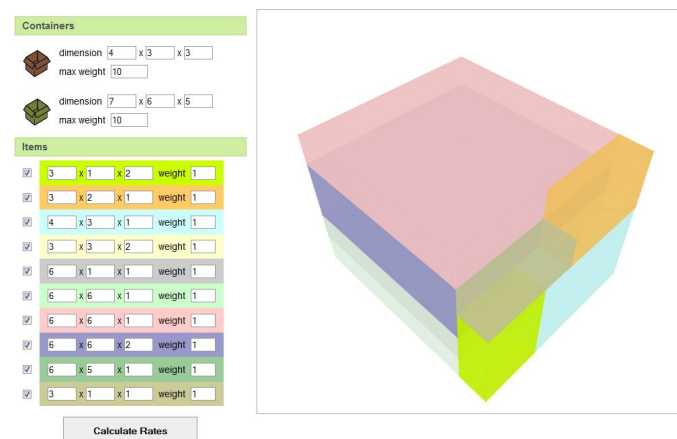 Containers
dimension 4 x 3 x 3
max weight 10
dimension 7 x 6 x 5
max weight 10
Items
3 x 1 x 2 weight 1
3 x 2 x 1 weight 1
4 x 3 x 1 weight 1
3 x 3 x 2 weight 1
6 x 1 x 1 weight 1
6 x 6 x 1 weight 1
6 x 6 x 1 weight 1
6 x 6 x 2 weight 1
6 x 5 x 1 weight 1
3 x 1 x 1 weight 1
Calculate Rates